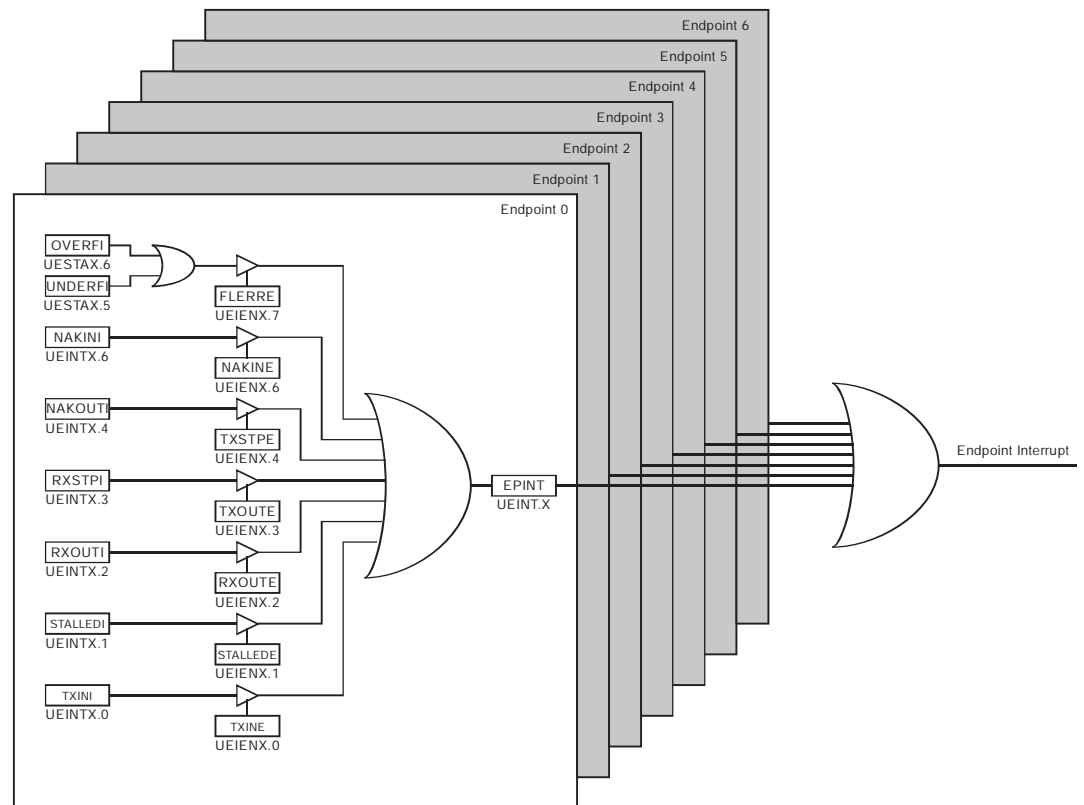 Endpoint 6
Endpoint 5
Endpoint 4
Endpoint 3
Endpoint 2
Endpoint 1
Endpoint 0
OVERFI
UESTAX.6
UNDERFI
UESTAX.5
FLERRE
UEIENX.7
NAKINI
UEINTX.6
NAKINE
UEIENX.6
NAKOUTI
UEINTX.4
TXSTPE
UEIENX.4
RXSTPI
UEINTX.3
TXOUTE
UEIENX.3
RXOUTI
UEINTX.2
RXOUTE
UEIENX.2
STALLEDI
UEINTX.1
STALLEDE
UEIENX.1
TXINI
UEINTX.0
TXINE
UEIENX.0
EPINT
UEINT.X
Endpoint Interrupt